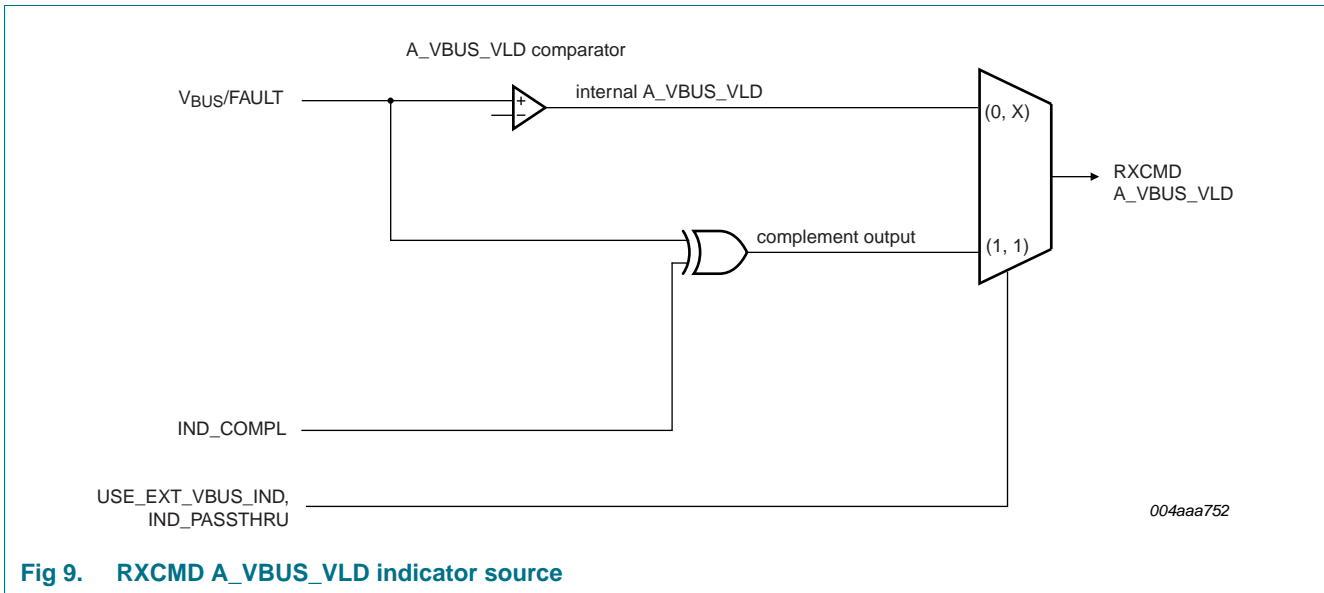 A_VBUS_VLD comparator
VBUS/FAULT
internal A_VBUS_VLD
+
−
(0, X)
RXCMD
A_VBUS_VLD
complement output
(1, 1)
IND_COMPL
USE_EXT_VBUS_IND,
IND_PASSTHRU
004aaa752
Fig 9. RXCMD A_VBUS_VLD indicator source